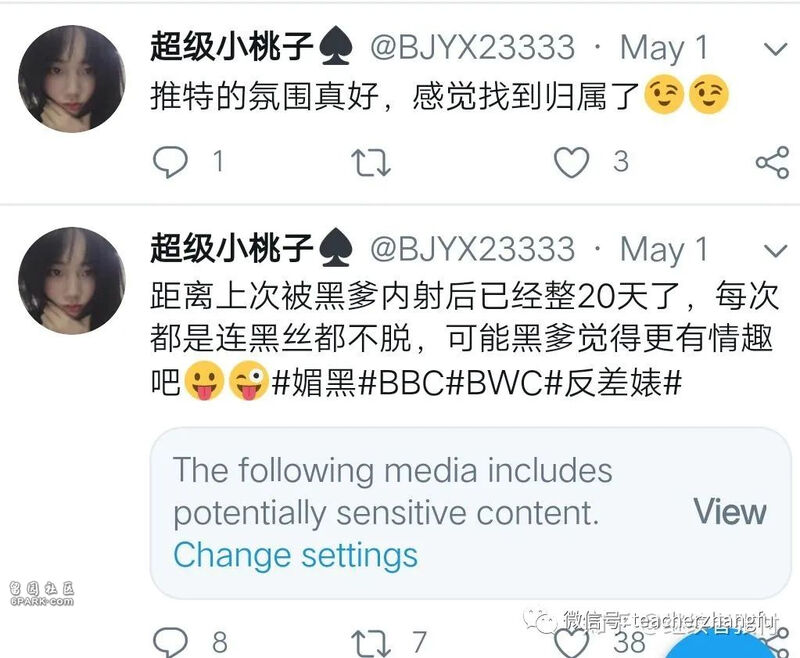 超级小桃子♠ @BJYX23333 · May 1
推特的氛围真好，感觉找到归属了😉😉
1 3
超级小桃子♠ @BJYX23333 · May 1
距离上次被黑爹内射后已经整20天了，每次
都是连黑丝都不脱，可能黑爹觉得更有情趣
吧😛😜#媚黑#BBC#BWC#反差婊#
The following media includes
potentially sensitive content.
View
Change settings
留园社区
6PARK.com
微信号: teacherzhangfu
8 7 38